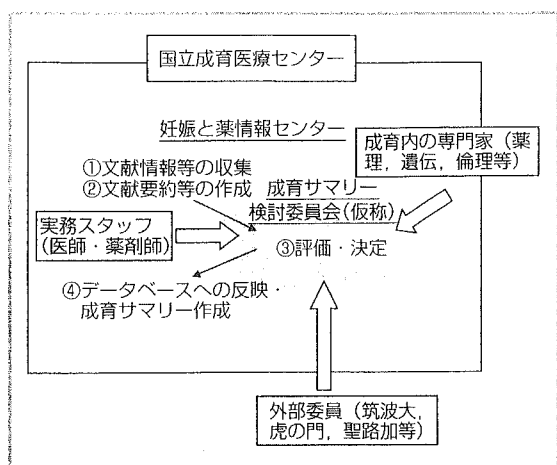 国立成育医療センター
妊娠と薬情報センター
成育内の専門家（薬
理，遺伝，倫理等）
①文献情報等の収集
②文献要約等の作成
成育サマリー
検討委員会（仮称）
実務スタッフ
（医師・薬剤師）
③評価・決定
④データベースへの反映・
成育サマリー作成
外部委員（筑波大，
虎の門，聖路加等）